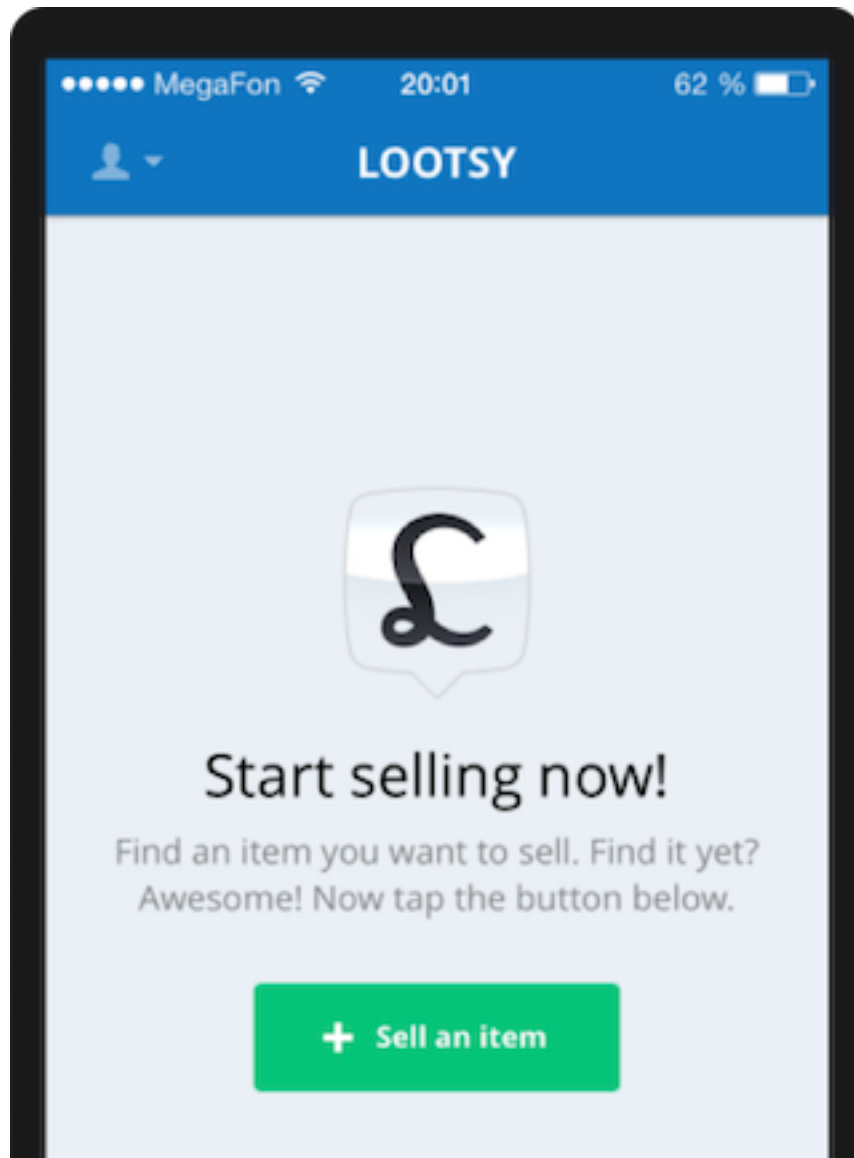 MegaFon 20:01 62 %
LOOTSY
Start selling now!
Find an item you want to sell. Find it yet?
Awesome! Now tap the button below.
+ Sell an item